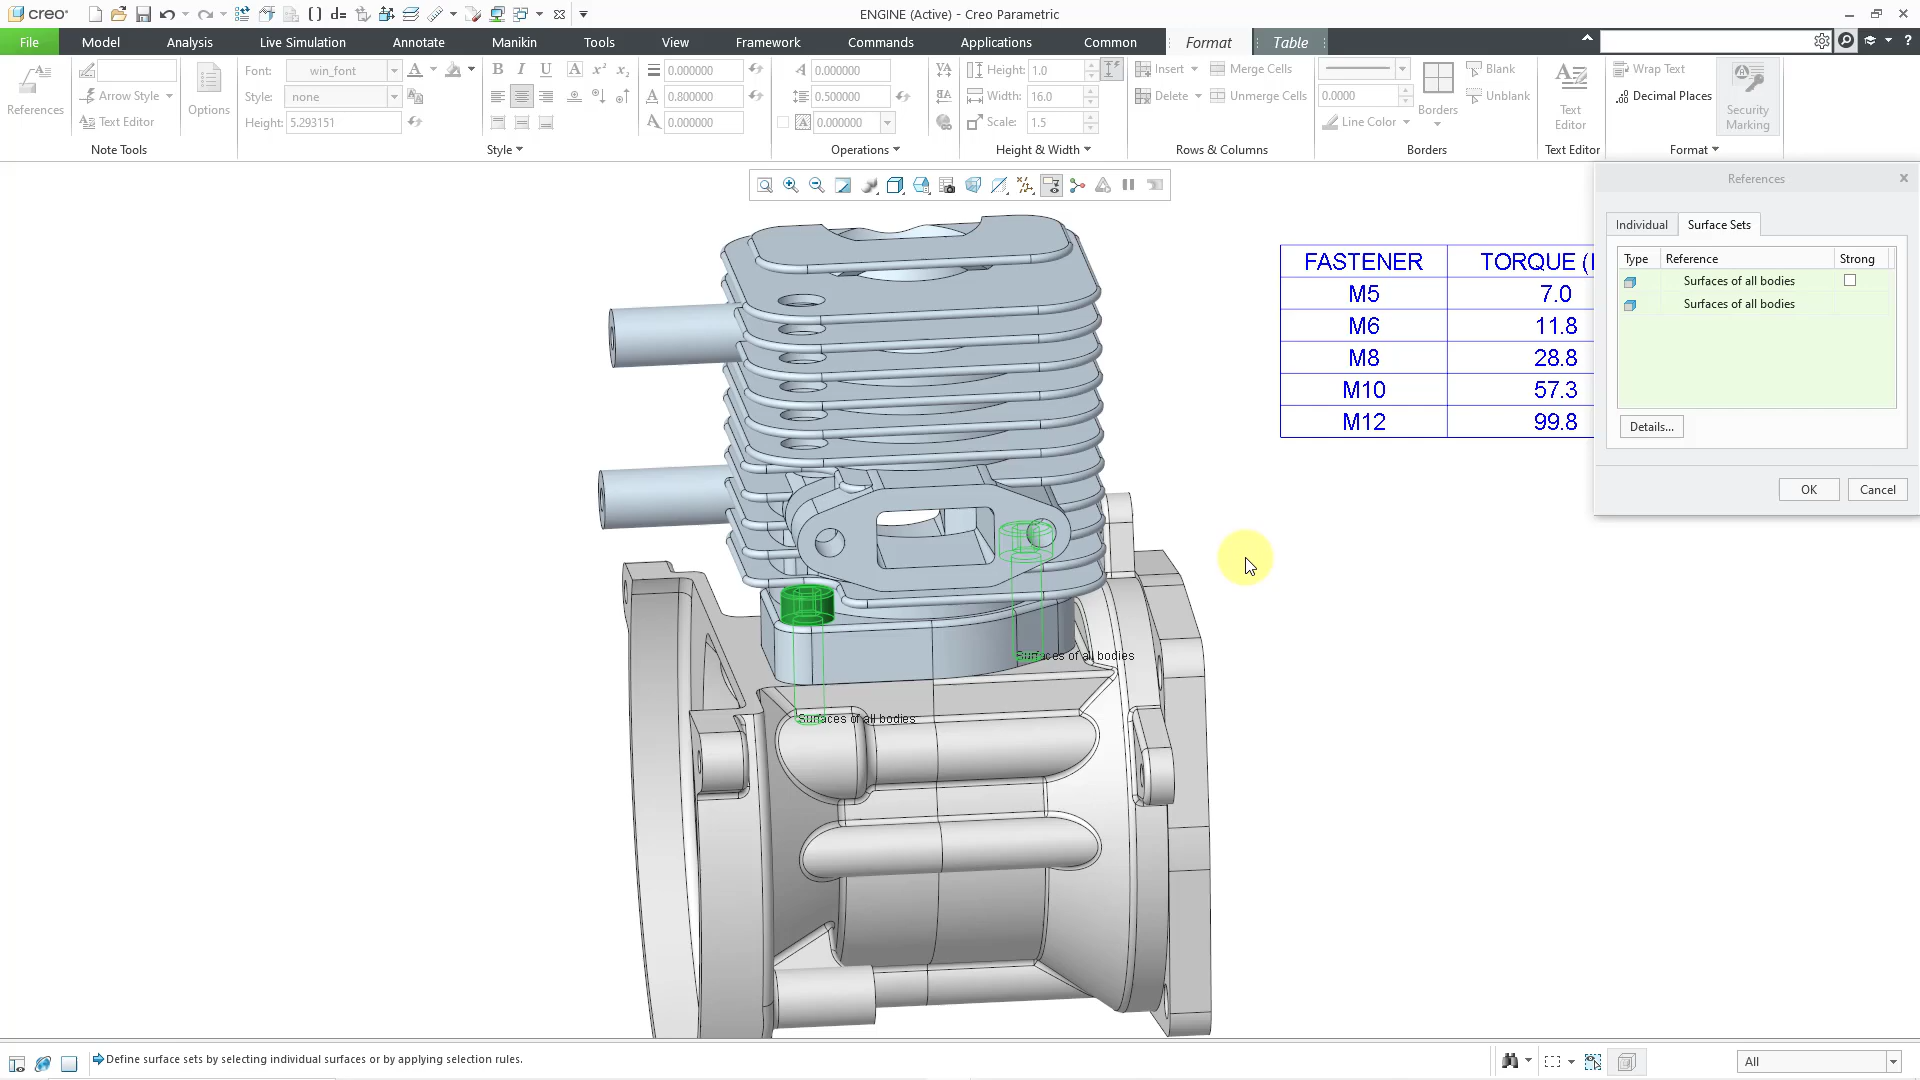 creo
ENGINE (Active) - Creo Parametric
File
Model
Analysis
Live Simulation
Annotate
Manikin
Tools
View
Framework
Commands
Applications
Common
Format
Table
References
Arrow Style
Text Editor
Note Tools
Options
Font: win_font
Style: none
Height: 5.293151
Style
0.000000
0.800000
0.000000
0.000000
0.500000
0.000000
Operations
Height: 1.0
Width: 16.0
Scale: 1.5
Height & Width
Insert
Delete
Merge Cells
Unmerge Cells
Rows & Columns
0.0000
Line Color
Borders
Blank
Unblank
Borders
Text
Editor
Text Editor
Wrap Text
Decimal Places
Security
Marking
Format
FASTENER TORQUE (
M5 7.0
M6 11.8
M8 28.8
M10 57.3
M12 99.8
References
Individual
Surface Sets
Type Reference Strong
Surfaces of all bodies
Surfaces of all bodies
Details...
OK
Cancel
Surfaces of all bodies
Surfaces of all bodies
Define surface sets by selecting individual surfaces or by applying selection rules.
All